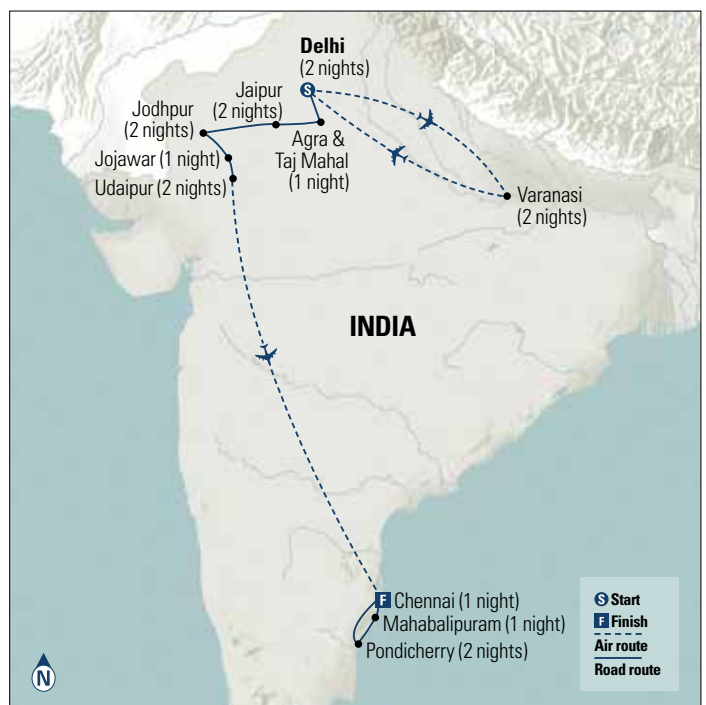 Delhi
(2 nights)
Jaipur
(2 nights)
Jodhpur
(2 nights)
Agra &
Taj Mahal
(1 night)
Jojawar (1 night)
Udaipur (2 nights)
Varanasi
(2 nights)
INDIA
S
F
Chennai (1 night)
Mahabalipuram (1 night)
Pondicherry (2 nights)
S Start
F Finish
Air route
Road route
N